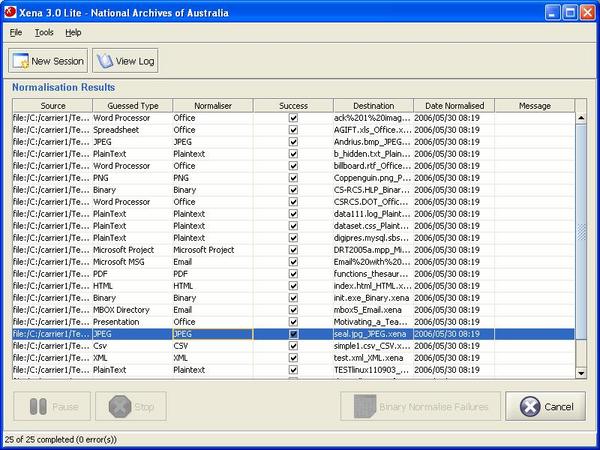 Xena 3.0 Lite - National Archives of Australia
File Tools Help
New Session View Log
Normalisation Results
Source Guessed Type Normaliser Success Destination Date Normalised Message
file:/C:/carrier1/Te... Word Processor Office ack%201%20imag... 2006/05/30 08:19
file:/C:/carrier1/Te... Spreadsheet Office AGIFT.xls_Office.x... 2006/05/30 08:19
file:/C:/carrier1/Te... JPEG JPEG Andrius.bmp_JPEG... 2006/05/30 08:19
file:/C:/carrier1/Te... PlainText Plaintext b_hidden.txt_Plain... 2006/05/30 08:19
file:/C:/carrier1/Te... Word Processor Office billboard.rtf_Office... 2006/05/30 08:19
file:/C:/carrier1/Te... PNG PNG Coppenguin.png_P... 2006/05/30 08:19
file:/C:/carrier1/Te... Binary Binary CS-RCS.HLP_Binar... 2006/05/30 08:19
file:/C:/carrier1/Te... Word Processor Office CSRCS.DOT_Offic... 2006/05/30 08:19
file:/C:/carrier1/Te... PlainText Plaintext data111.log_Plaint... 2006/05/30 08:19
file:/C:/carrier1/Te... PlainText Plaintext dataset.css_Plaint... 2006/05/30 08:19
file:/C:/carrier1/Te... PlainText Plaintext digipres.mysql.sbs... 2006/05/30 08:19
file:/C:/carrier1/Te... Microsoft Project Microsoft Project DRT2005a.mpp_Mi... 2006/05/30 08:19
file:/C:/carrier1/Te... Microsoft MSG Email Email%20with%20... 2006/05/30 08:19
file:/C:/carrier1/Te... PDF PDF functions_thesaur... 2006/05/30 08:19
file:/C:/carrier1/Te... HTML HTML index.html_HTML.x... 2006/05/30 08:19
file:/C:/carrier1/Te... Binary Binary init.exe_Binary.xena 2006/05/30 08:19
file:/C:/carrier1/Te... MBOX Directory Email mbox5_Email.xena 2006/05/30 08:19
file:/C:/carrier1/Te... Presentation Office Motivating_a_Tea... 2006/05/30 08:19
file:/C:/carrier1/Te... JPEG JPEG seal.jpg_JPEG.xena 2006/05/30 08:19
file:/C:/carrier1/Te... Csv CSV simple1.csv_CSV.x... 2006/05/30 08:19
file:/C:/carrier1/Te... XML XML test.xml_XML.xena 2006/05/30 08:19
file:/C:/carrier1/Te... PlainText Plaintext TESTlinux110903_... 2006/05/30 08:19
Pause Stop Binary Normalise Failures Cancel
25 of 25 completed (0 error(s))